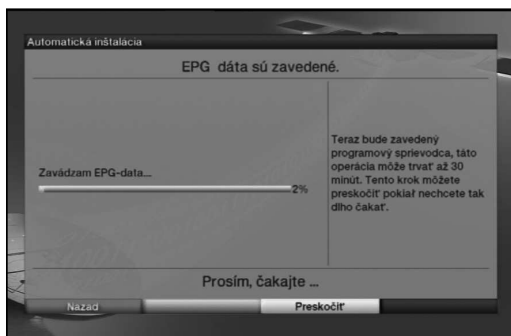 Automatická inštalácia
EPG dáta sú zavedené.
Zavádzam EPG-data...
2%
Teraz bude zavedený
programový sprievodca, táto
operácia môže trvať až 30
minút. Tento krok môžete
preskočiť pokiaľ nechcete tak
dlho čakať.
Prosím, čakajte ...
Nazad
Preskočiť